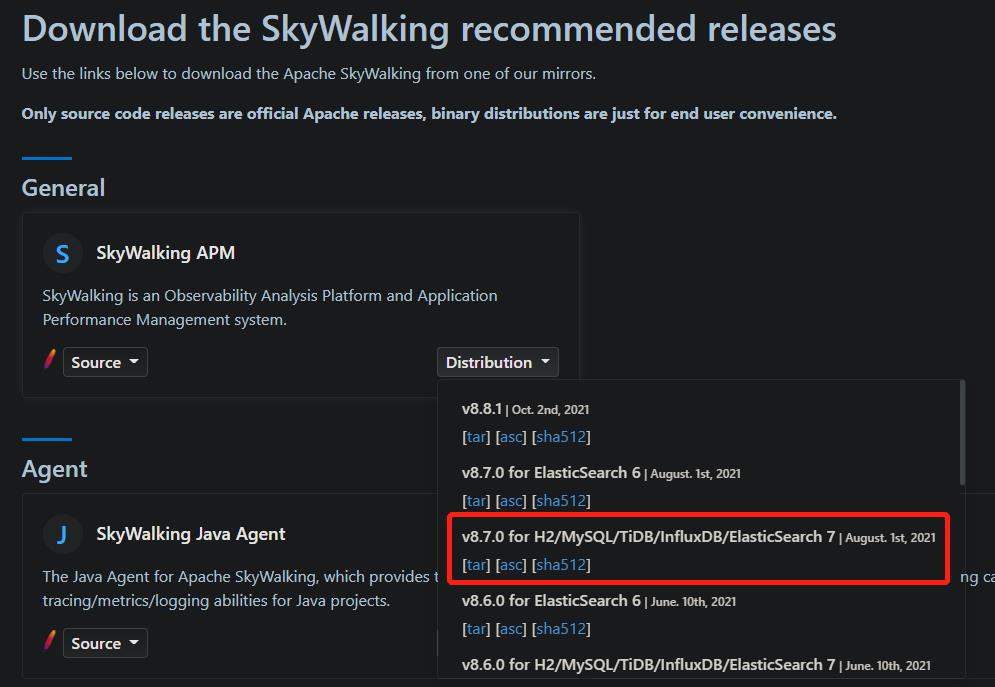 Download the SkyWalking recommended releases
Use the links below to download the Apache SkyWalking from one of our mirrors.
Only source code releases are official Apache releases, binary distributions are just for end user convenience.
General
S SkyWalking APM
SkyWalking is an Observability Analysis Platform and Application
Performance Management system.
Source Distribution
v8.8.1 | Oct. 2nd, 2021
[tar] [asc] [sha512]
v8.7.0 for ElasticSearch 6 | August. 1st, 2021
[tar] [asc] [sha512]
v8.7.0 for H2/MySQL/TiDB/InfluxDB/ElasticSearch 7 | August. 1st, 2021
[tar] [asc] [sha512]
v8.6.0 for ElasticSearch 6 | June. 10th, 2021
[tar] [asc] [sha512]
v8.6.0 for H2/MySQL/TiDB/InfluxDB/ElasticSearch 7 | June. 10th, 2021
Agent
J SkyWalking Java Agent
The Java Agent for Apache SkyWalking, which provides
tracing/metrics/logging abilities for Java projects.
Source